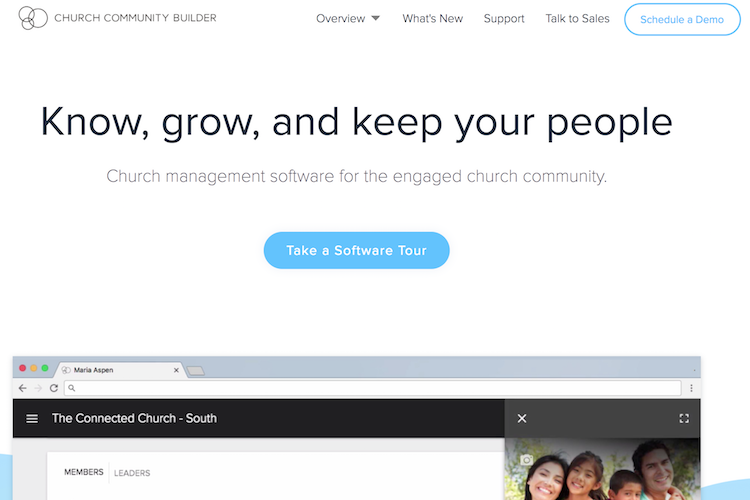 CHURCH COMMUNITY BUILDER
Overview
What's New
Support
Talk to Sales
Schedule a Demo
Know, grow, and keep your people
Church management software for the engaged church community.
Take a Software Tour
Maria Aspen
The Connected Church - South
MEMBERS
LEADERS